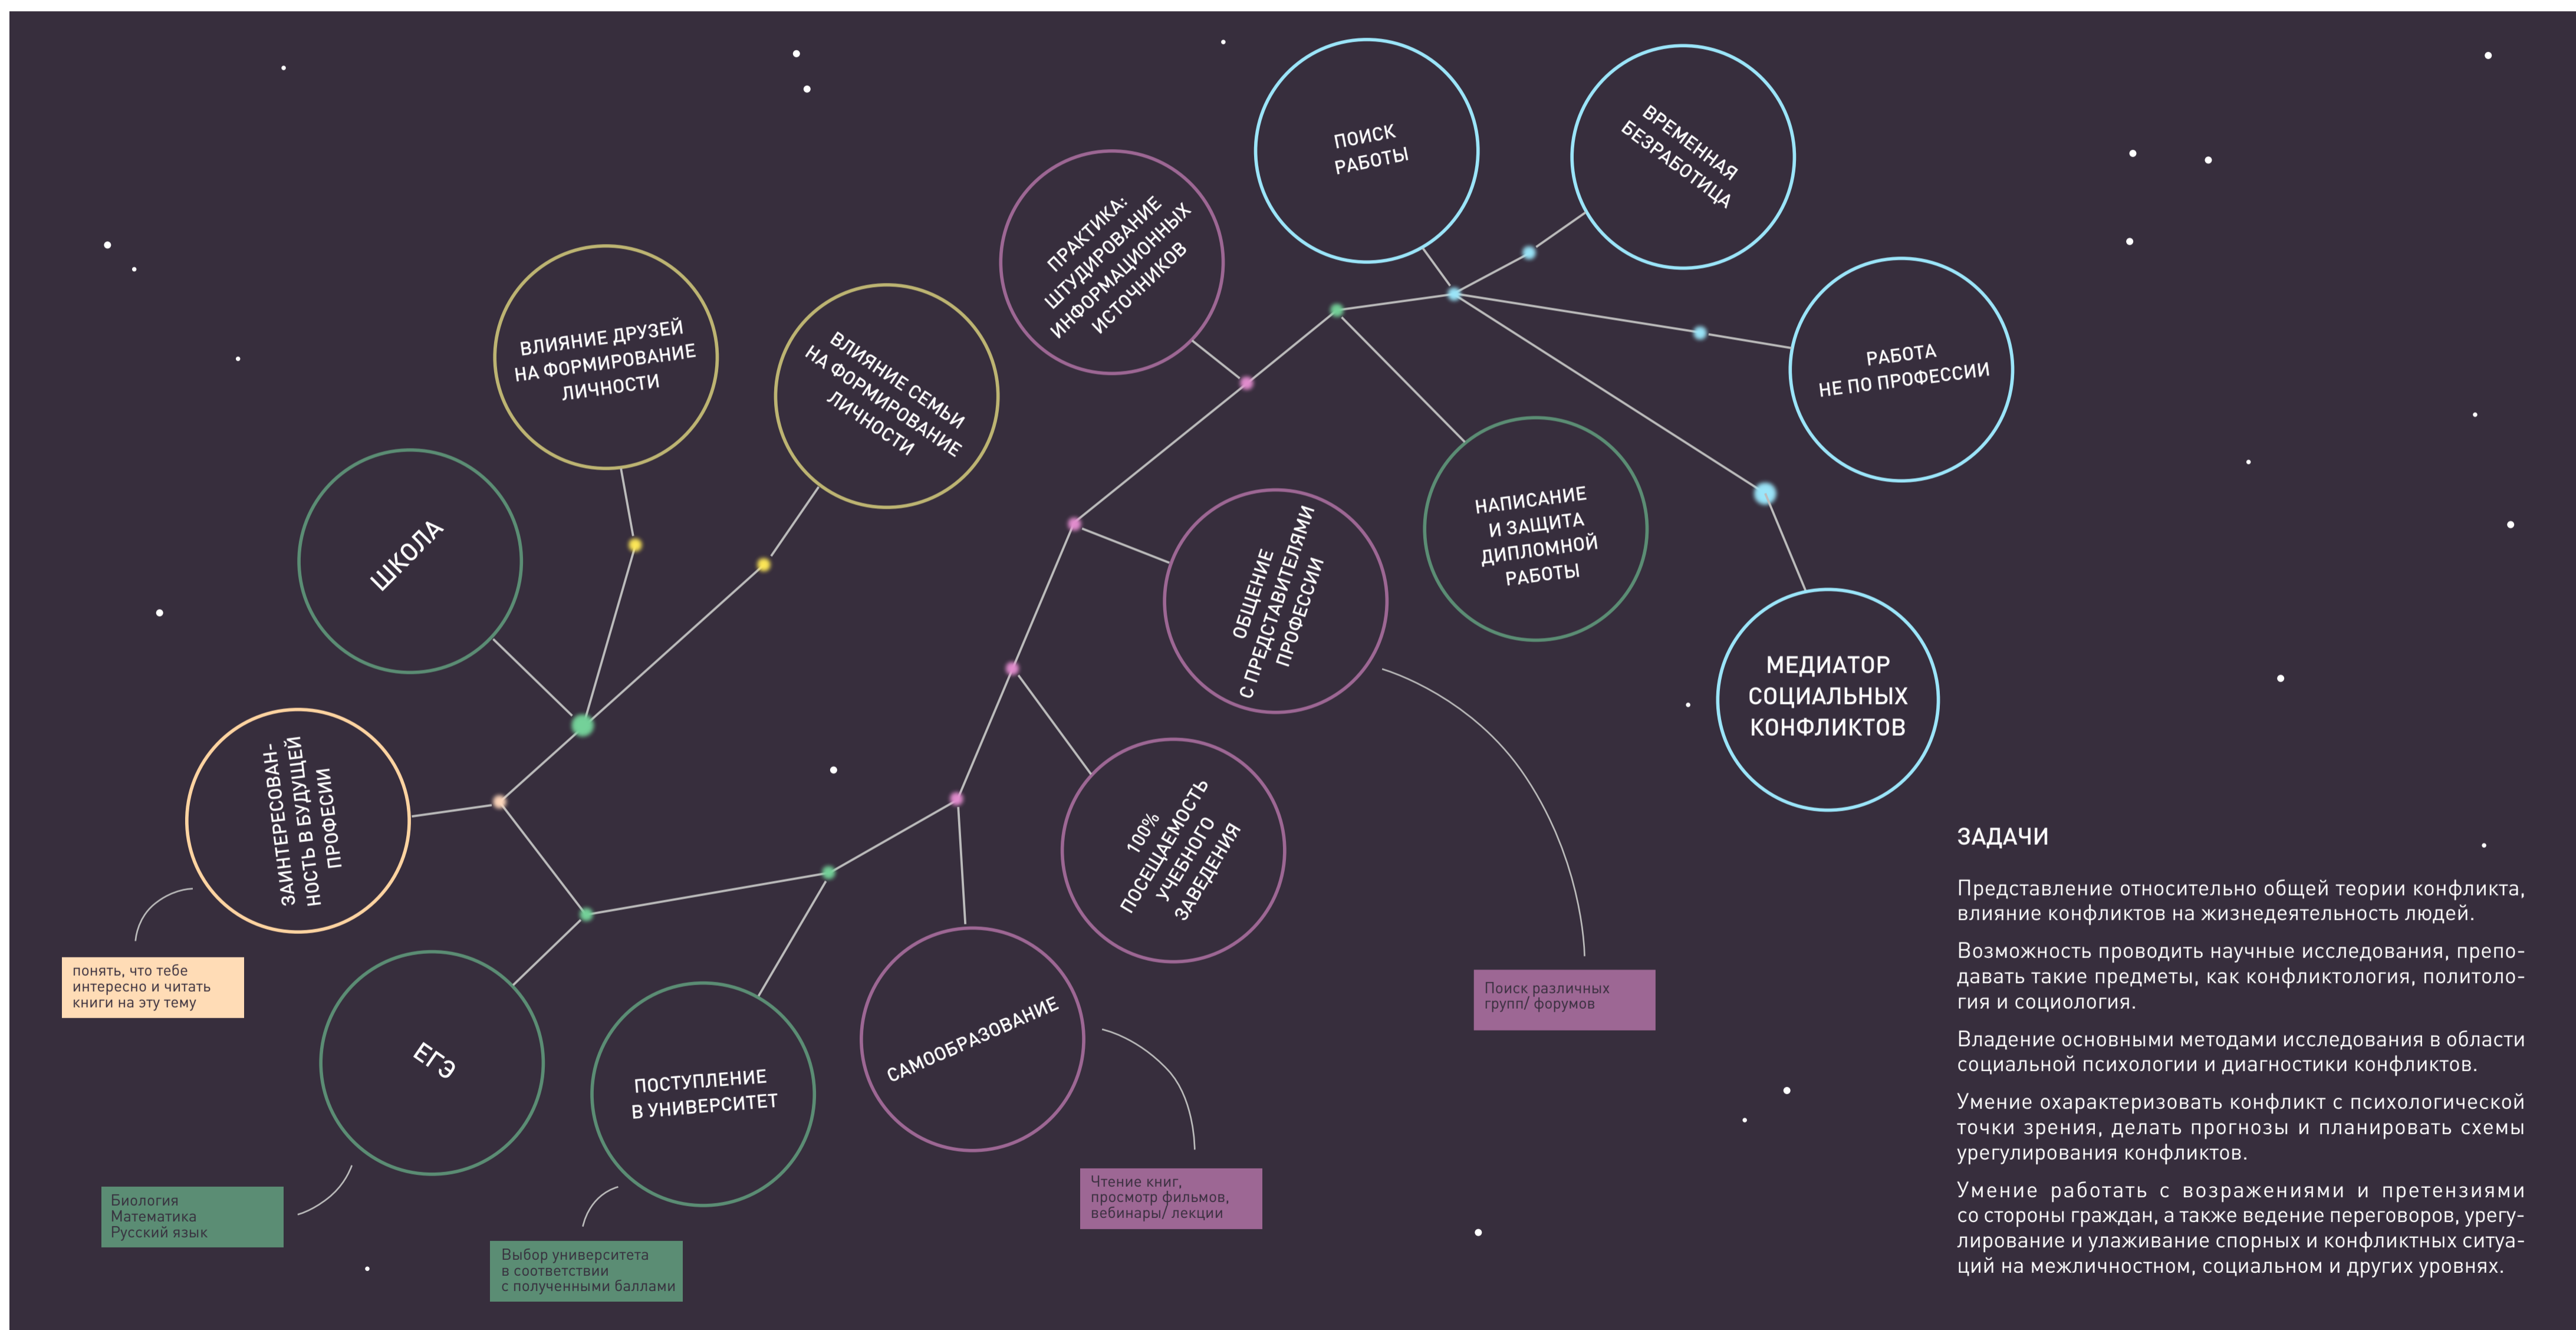 ПОИСК
РАБОТЫ
ВРЕМЕННАЯ
БЕЗРАБОТИЦА
ПРАКТИКА:
ШТУДИРОВАНИЕ
ИНФОРМАЦИОННЫХ
ИСТОЧНИКОВ
ВЛИЯНИЕ ДРУЗЕЙ
НА ФОРМИРОВАНИЕ
ЛИЧНОСТИ
ВЛИЯНИЕ СЕМЬИ
НА ФОРМИРОВАНИЕ
ЛИЧНОСТИ
РАБОТА
НЕ ПО ПРОФЕССИИ
ШКОЛА
НАПИСАНИЕ
И ЗАЩИТА
ДИПЛОМНОЙ
РАБОТЫ
ОБЩЕНИЕ
С ПРЕДСТАВИТЕЛЯМИ
ПРОФЕССИИ
МЕДИАТОР
СОЦИАЛЬНЫХ
КОНФЛИКТОВ
ЗАИНТЕРЕСОВАН-
НОСТЬ В БУДУЩЕЙ
ПРОФЕСИИ
100%
ПОСЕЩАЕМОСТЬ
УЧЕБНОГО
ЗАВЕДЕНИЯ
понять, что тебе
интересно и читать
книги на эту тему
Поиск различных
групп/ форумов
ЕГЭ
ПОСТУПЛЕНИЕ
В УНИВЕРСИТЕТ
САМООБРАЗОВАНИЕ
Биология
Математика
Русский язык
Выбор университета
в соответствии
с полученными баллами
Чтение книг,
просмотр фильмов,
вебинары/ лекции
ЗАДАЧИ
Представление относительно общей теории конфликта,
влияние конфликтов на жизнедеятельность людей.
Возможность проводить научные исследования, препо-
давать такие предметы, как конфликтология, политоло-
гия и социология.
Владение основными методами исследования в области
социальной психологии и диагностики конфликтов.
Умение охарактеризовать конфликт с психологической
точки зрения, делать прогнозы и планировать схемы
урегулирования конфликтов.
Умение работать с возражениями и претензиями
со стороны граждан, а также ведение переговоров, урегу-
лирование и улаживание спорных и конфликтных ситуа-
ций на межличностном, социальном и других уровнях.